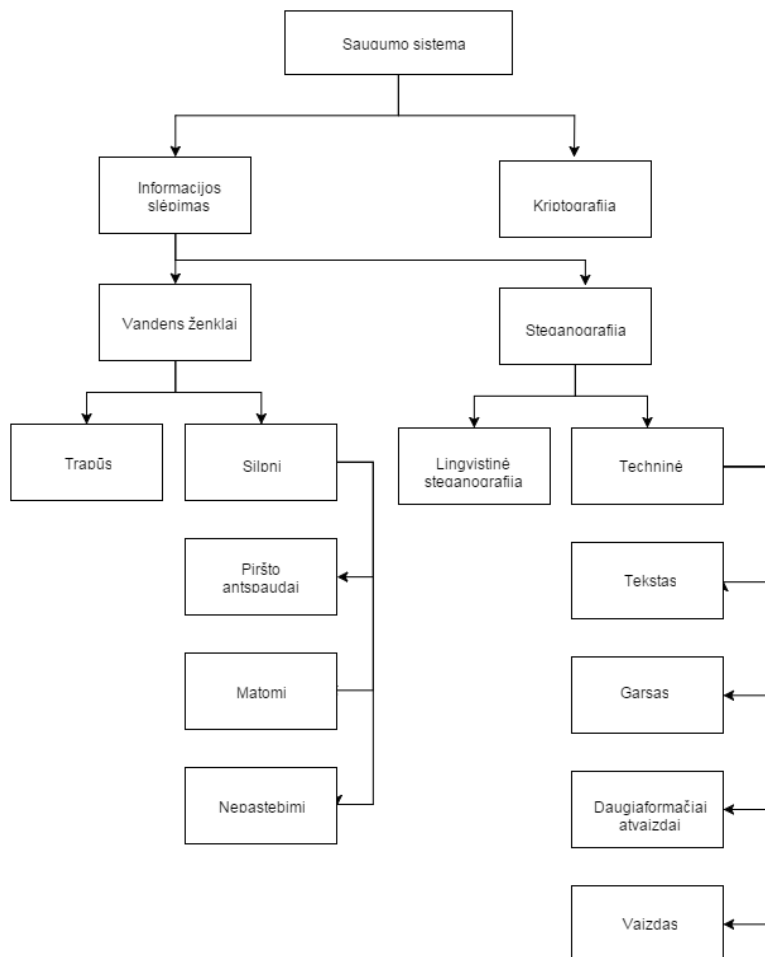 Saugumo sistema
Informacijos
slėpimas
Kriptografija
Vandens ženklai
Steganografija
Trapūs
Silpni
Lingvistinė
steganografija
Techninė
Piršto
antspaudai
Tekstas
Matomi
Garsas
Nepastebimi
Daugiaformačiai
atvaizdai
Vaizdas